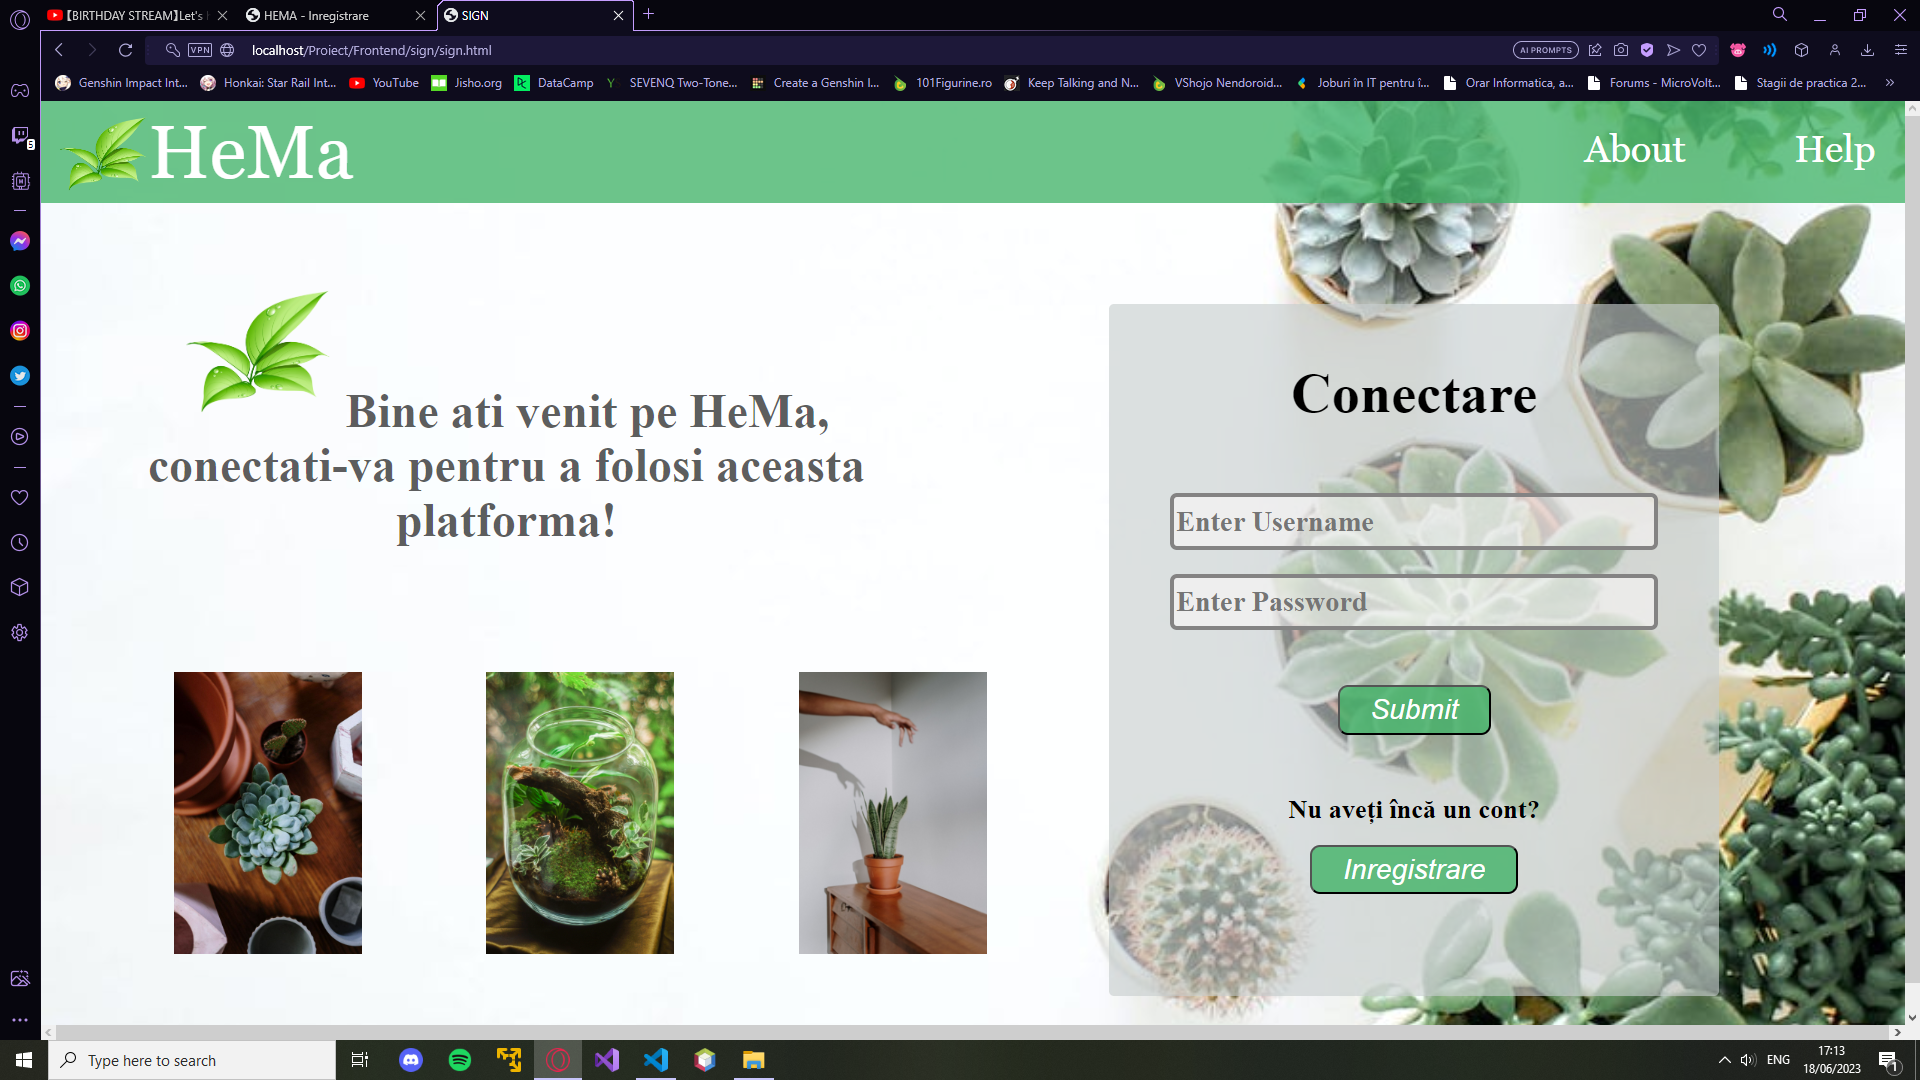 【BIRTHDAY STREAM】Let's
HEMA - Inregistrare
SIGN
VPN
localhost/Proiect/Frontend/sign/sign.html
AI PROMPTS
Genshin Impact Int...
Honkai: Star Rail Int...
YouTube
Jisho.org
DataCamp
SEVENQ Two-Tone...
Create a Genshin I...
101Figurine.ro
Keep Talking and N...
VShojo Nendoroid...
Joburi în IT pentru î...
Orar Informatica, a...
Forums - MicroVolt...
Stagii de practica 2...
HeMa
About
Help
Bine ati venit pe HeMa,
conectati-va pentru a folosi aceasta
platforma!
Conectare
Enter Username
Enter Password
Submit
Nu aveți încă un cont?
Inregistrare
Type here to search
ENG
17:13
18/06/2023
1